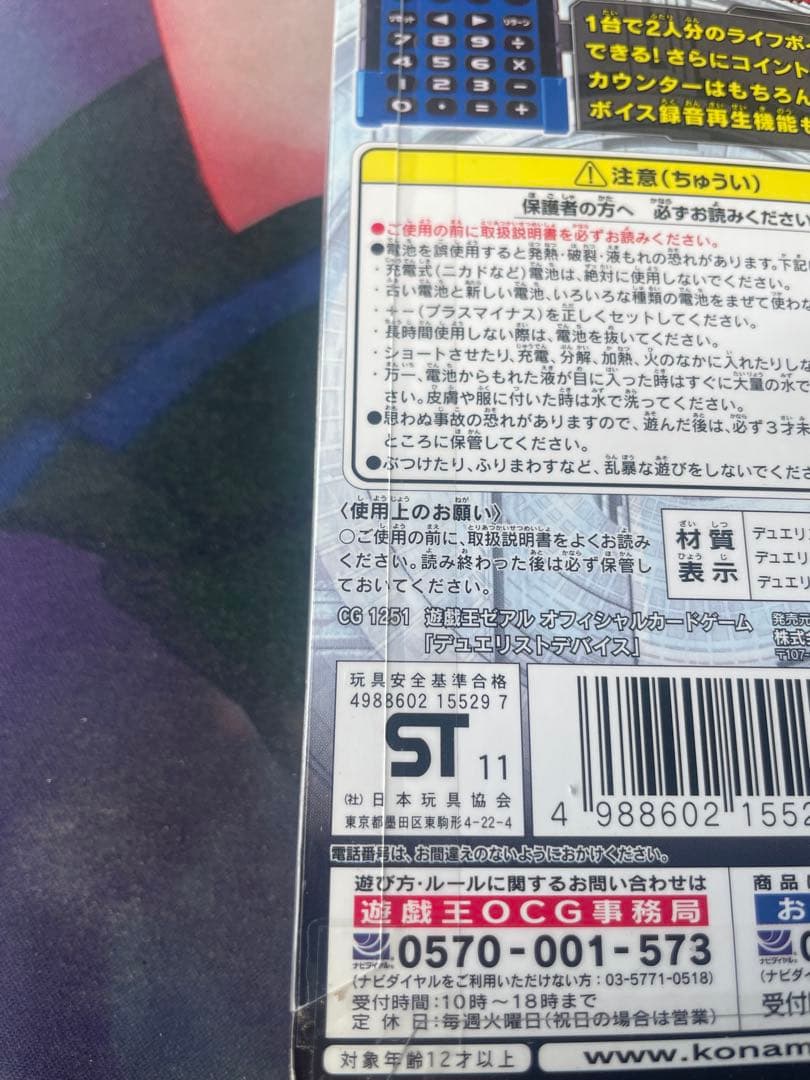 リセット ◀ ▶ リターン
7 8 9 ÷
4 5 6 ×
1 2 3 −
0 ・ = +
1台で2人分のライフポ
できる! さらにコイント
カウンターはもちろん
ボイス録音再生機能も
⚠注意(ちゅうい)
保護者の方へ 必ずお読みください
●ご使用の前に取扱説明書を必ずお読みください。
●電池を誤使用すると発熱・破裂・液もれの恐れがあります。下記
・充電式(ニカドなど)電池は、絶対に使用しないでください。
・古い電池と新しい電池、いろいろな種類の電池をまぜて使わな
・+−(プラスマイナス)を正しくセットしてください。
・長時間使用しない際は、電池を抜いてください。
・ショートさせたり、充電、分解、加熱、火のなかに入れたりしな
・万一、電池からもれた液が目に入った時はすぐに大量の水で
さい。皮膚や服に付いた時は水で洗ってください。
●思わぬ事故の恐れがありますので、遊んだ後は、必ず3才未
ところに保管してください。
●ぶつけたり、ふりまわすなど、乱暴な遊びをしないでくださ
〈使用上のお願い〉
○ご使用の前に、取扱説明書をよくお読み
ください。読み終わった後は必ず保管し
ておいてください。
材質
表示
デュエリ
デュエリ
デュエリ
CG 1251 遊戯王ゼアル オフィシャルカードゲーム
「デュエリストデバイス」
発売元
株式
〒107-
玩具安全基準合格
4988602 15529 7
ST 11
(社)日本玩具協会
東京都墨田区東駒形4-22-4
4 988602 1552
電話番号は、お間違えのないようにおかけください。
遊び方・ルールに関するお問い合わせは
遊戯王OCG事務局
ナビダイヤル 0570-001-573
(ナビダイヤルをご利用いただけない方:03-5771-0518)
受付時間:10時〜18時まで
定休日:毎週火曜日(祝日の場合は営業)
商品
お
ナビダイヤル 0
(ナビダ
受付
対象年齢12才以上
www.konam